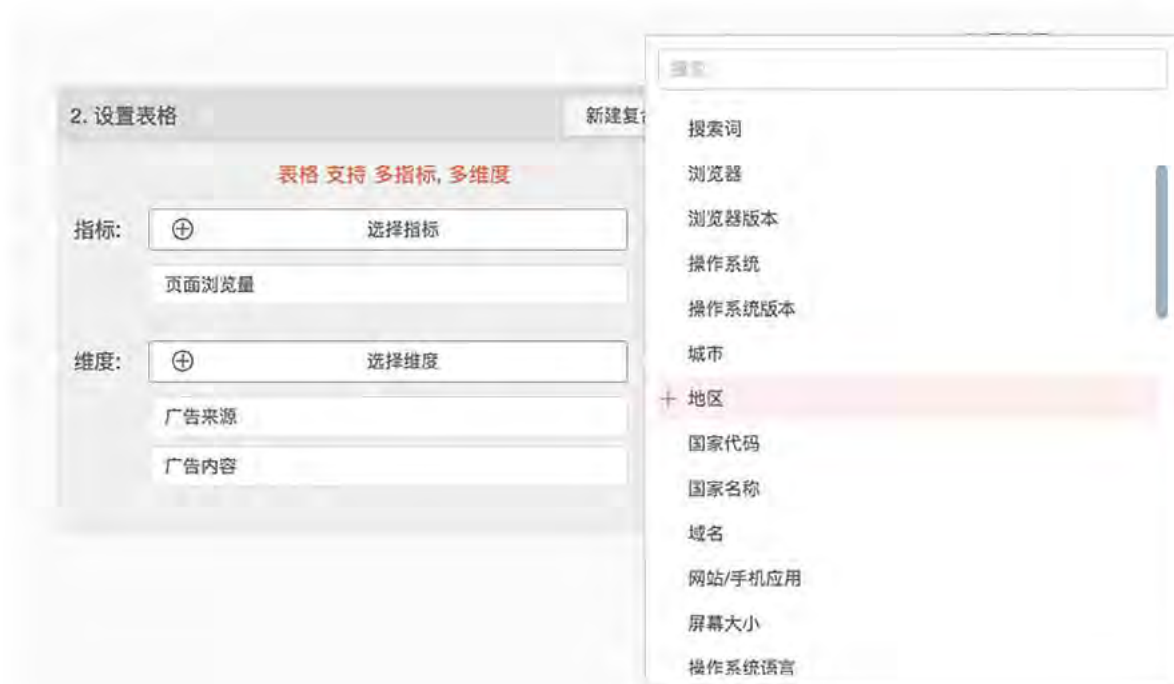 2. 设置表格
新建复
表格 支持 多指标, 多维度
指标:
选择指标
页面浏览量
维度:
选择维度
广告来源
广告内容
搜索
搜索词
浏览器
浏览器版本
操作系统
操作系统版本
城市
地区
国家代码
国家名称
域名
网站/手机应用
屏幕大小
操作系统语言